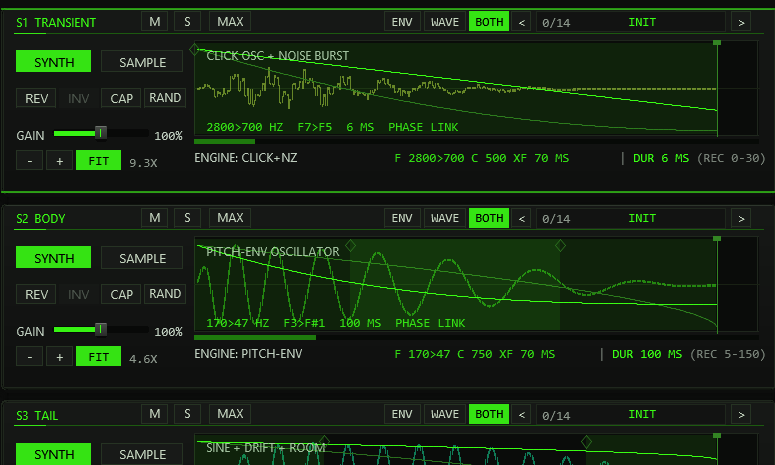 S1 TRANSIENT M S MAX ENV WAVE BOTH < 0/14 INIT >
SYNTH SAMPLE CLICK OSC + NOISE BURST
REV INV CAP RAND
2800>700 HZ F7>F5 6 MS PHASE LINK
GAIN 100%
- + FIT 9.3X ENGINE: CLICK+NZ F 2800>700 C 500 XF 70 MS | DUR 6 MS (REC 0-30)
S2 BODY M S MAX ENV WAVE BOTH < 0/14 INIT >
SYNTH SAMPLE PITCH-ENV OSCILLATOR
REV INV CAP RAND
170>47 HZ F3>F#1 100 MS PHASE LINK
GAIN 100%
- + FIT 4.6X ENGINE: PITCH-ENV F 170>47 C 750 XF 70 MS | DUR 100 MS (REC 5-150)
S3 TAIL M S MAX ENV WAVE BOTH < 0/14 INIT >
SYNTH SAMPLE SINE + DRIFT + ROOM